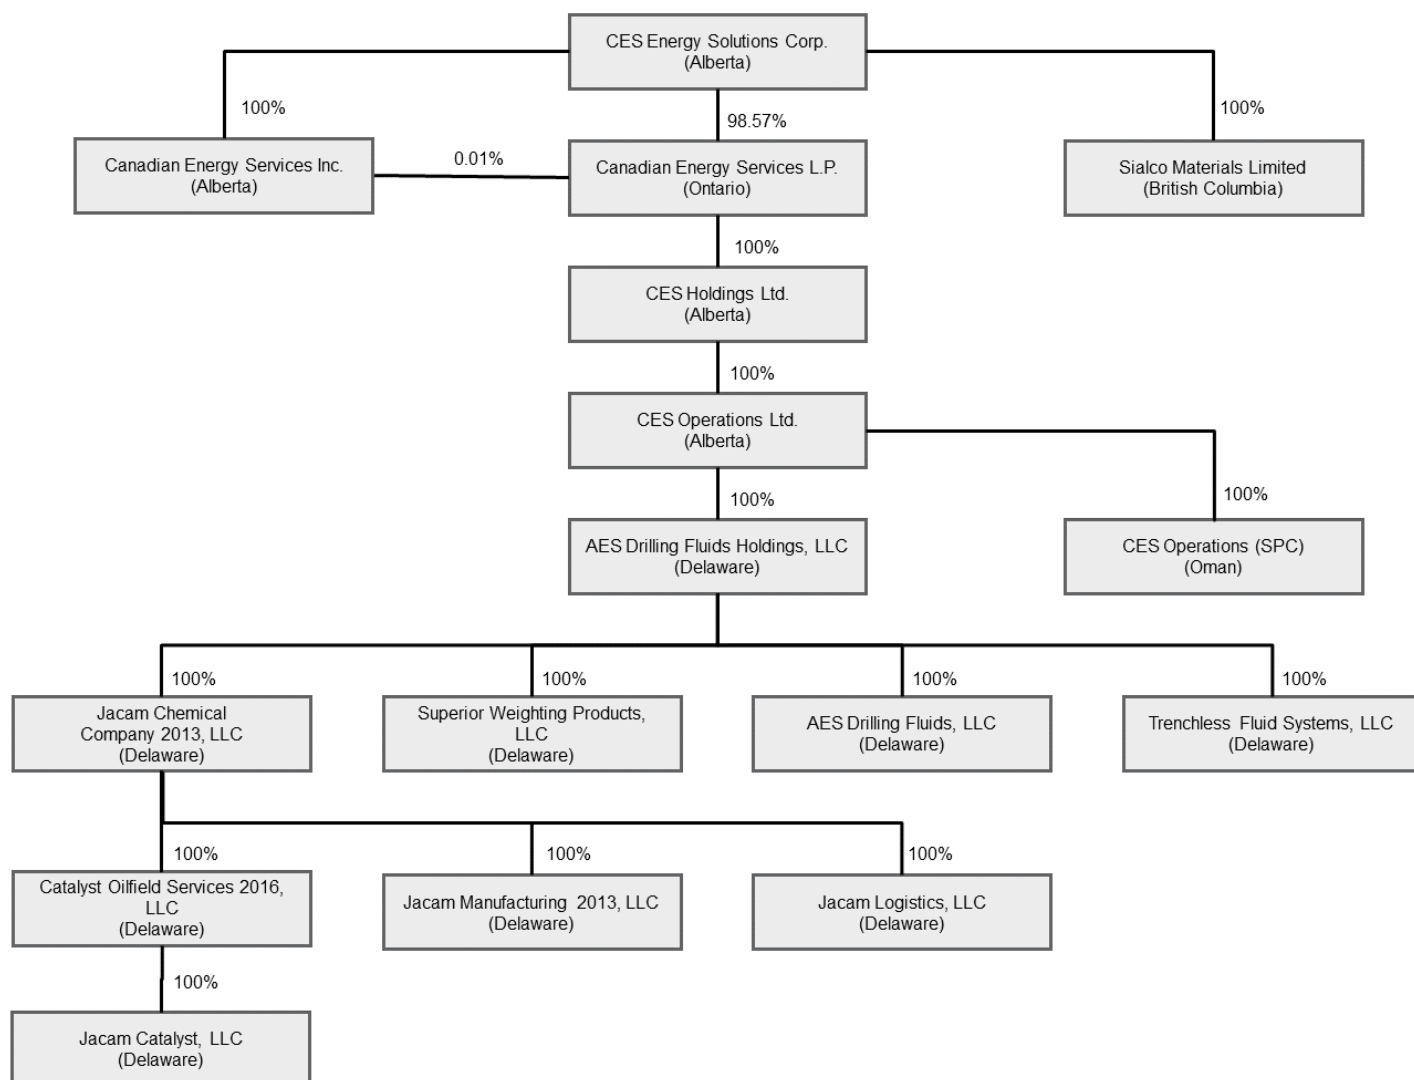 CES Energy Solutions Corp.
(Alberta)
100%
98.57%
100%
Canadian Energy Services Inc.
(Alberta)
0.01%
Canadian Energy Services L.P.
(Ontario)
Sialco Materials Limited
(British Columbia)
100%
CES Holdings Ltd.
(Alberta)
100%
CES Operations Ltd.
(Alberta)
100%
100%
AES Drilling Fluids Holdings, LLC
(Delaware)
CES Operations (SPC)
(Oman)
100%
100%
100%
100%
Jacam Chemical
Company 2013, LLC
(Delaware)
Superior Weighting Products,
LLC
(Delaware)
AES Drilling Fluids, LLC
(Delaware)
Trenchless Fluid Systems, LLC
(Delaware)
100%
100%
100%
Catalyst Oilfield Services 2016,
LLC
(Delaware)
Jacam Manufacturing 2013, LLC
(Delaware)
Jacam Logistics, LLC
(Delaware)
100%
Jacam Catalyst, LLC
(Delaware)